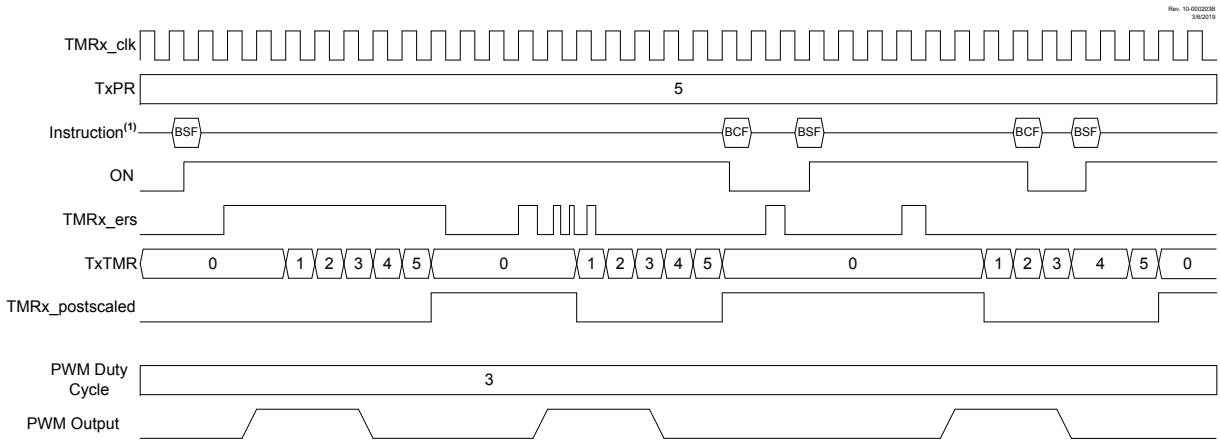 Rev. 10-000203B
3/6/2019
TMRx_clk
TxPR 5
Instruction(1) BSF BCF BSF BCF BSF
ON
TMRx_ers
TxTMR 0 1 2 3 4 5 0 1 2 3 4 5 0 1 2 3 4 5 0
TMRx_postscaled
PWM Duty
Cycle 3
PWM Output